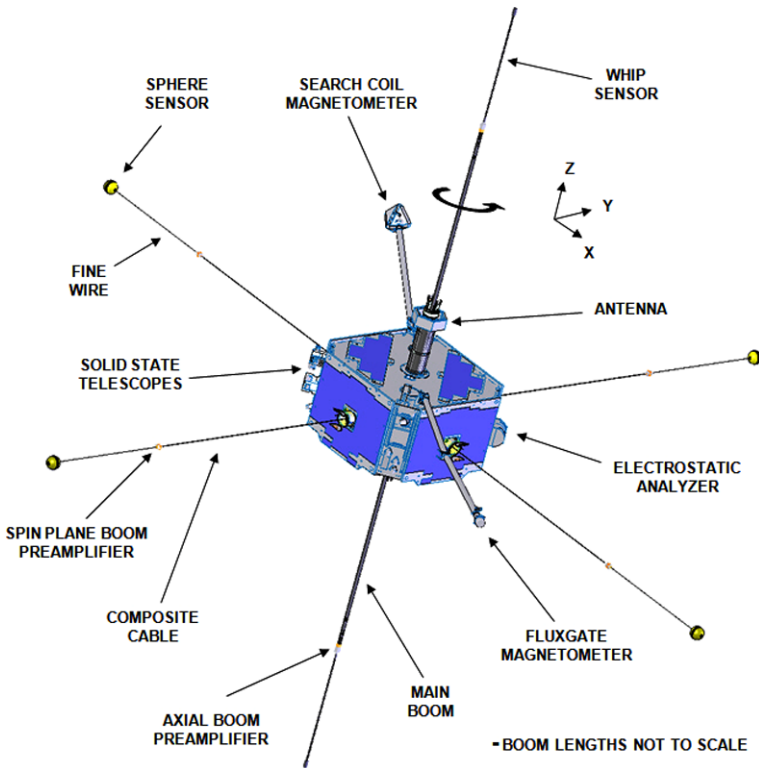 SPHERE
SENSOR
SEARCH COIL
MAGNETOMETER
WHIP
SENSOR
Z
Y
X
FINE
WIRE
ANTENNA
SOLID STATE
TELESCOPES
ELECTROSTATIC
ANALYZER
SPIN PLANE BOOM
PREAMPLIFIER
COMPOSITE
CABLE
FLUXGATE
MAGNETOMETER
MAIN
BOOM
AXIAL BOOM
PREAMPLIFIER
-BOOM LENGTHS NOT TO SCALE